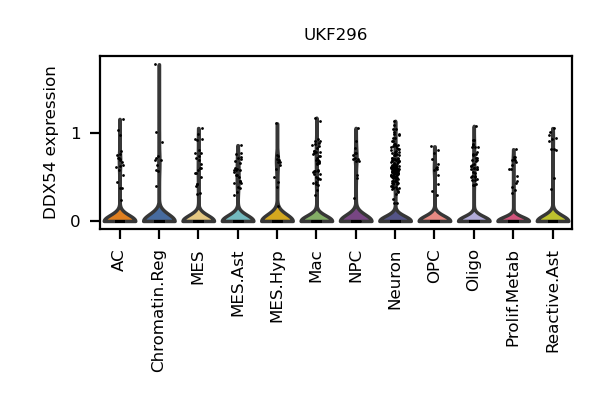 UKF296
DDX54 expression
1
0
AC
Chromatin.Reg
MES
MES.Ast
MES.Hyp
Mac
NPC
Neuron
OPC
Oligo
Prolif.Metab
Reactive.Ast